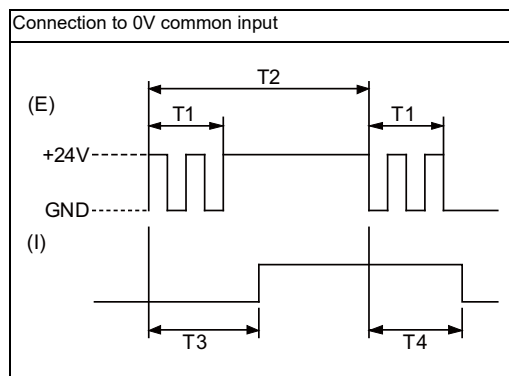 Connection to 0V common input
T2
(E)
T1
T1
+24V
GND
(I)
T3
T4